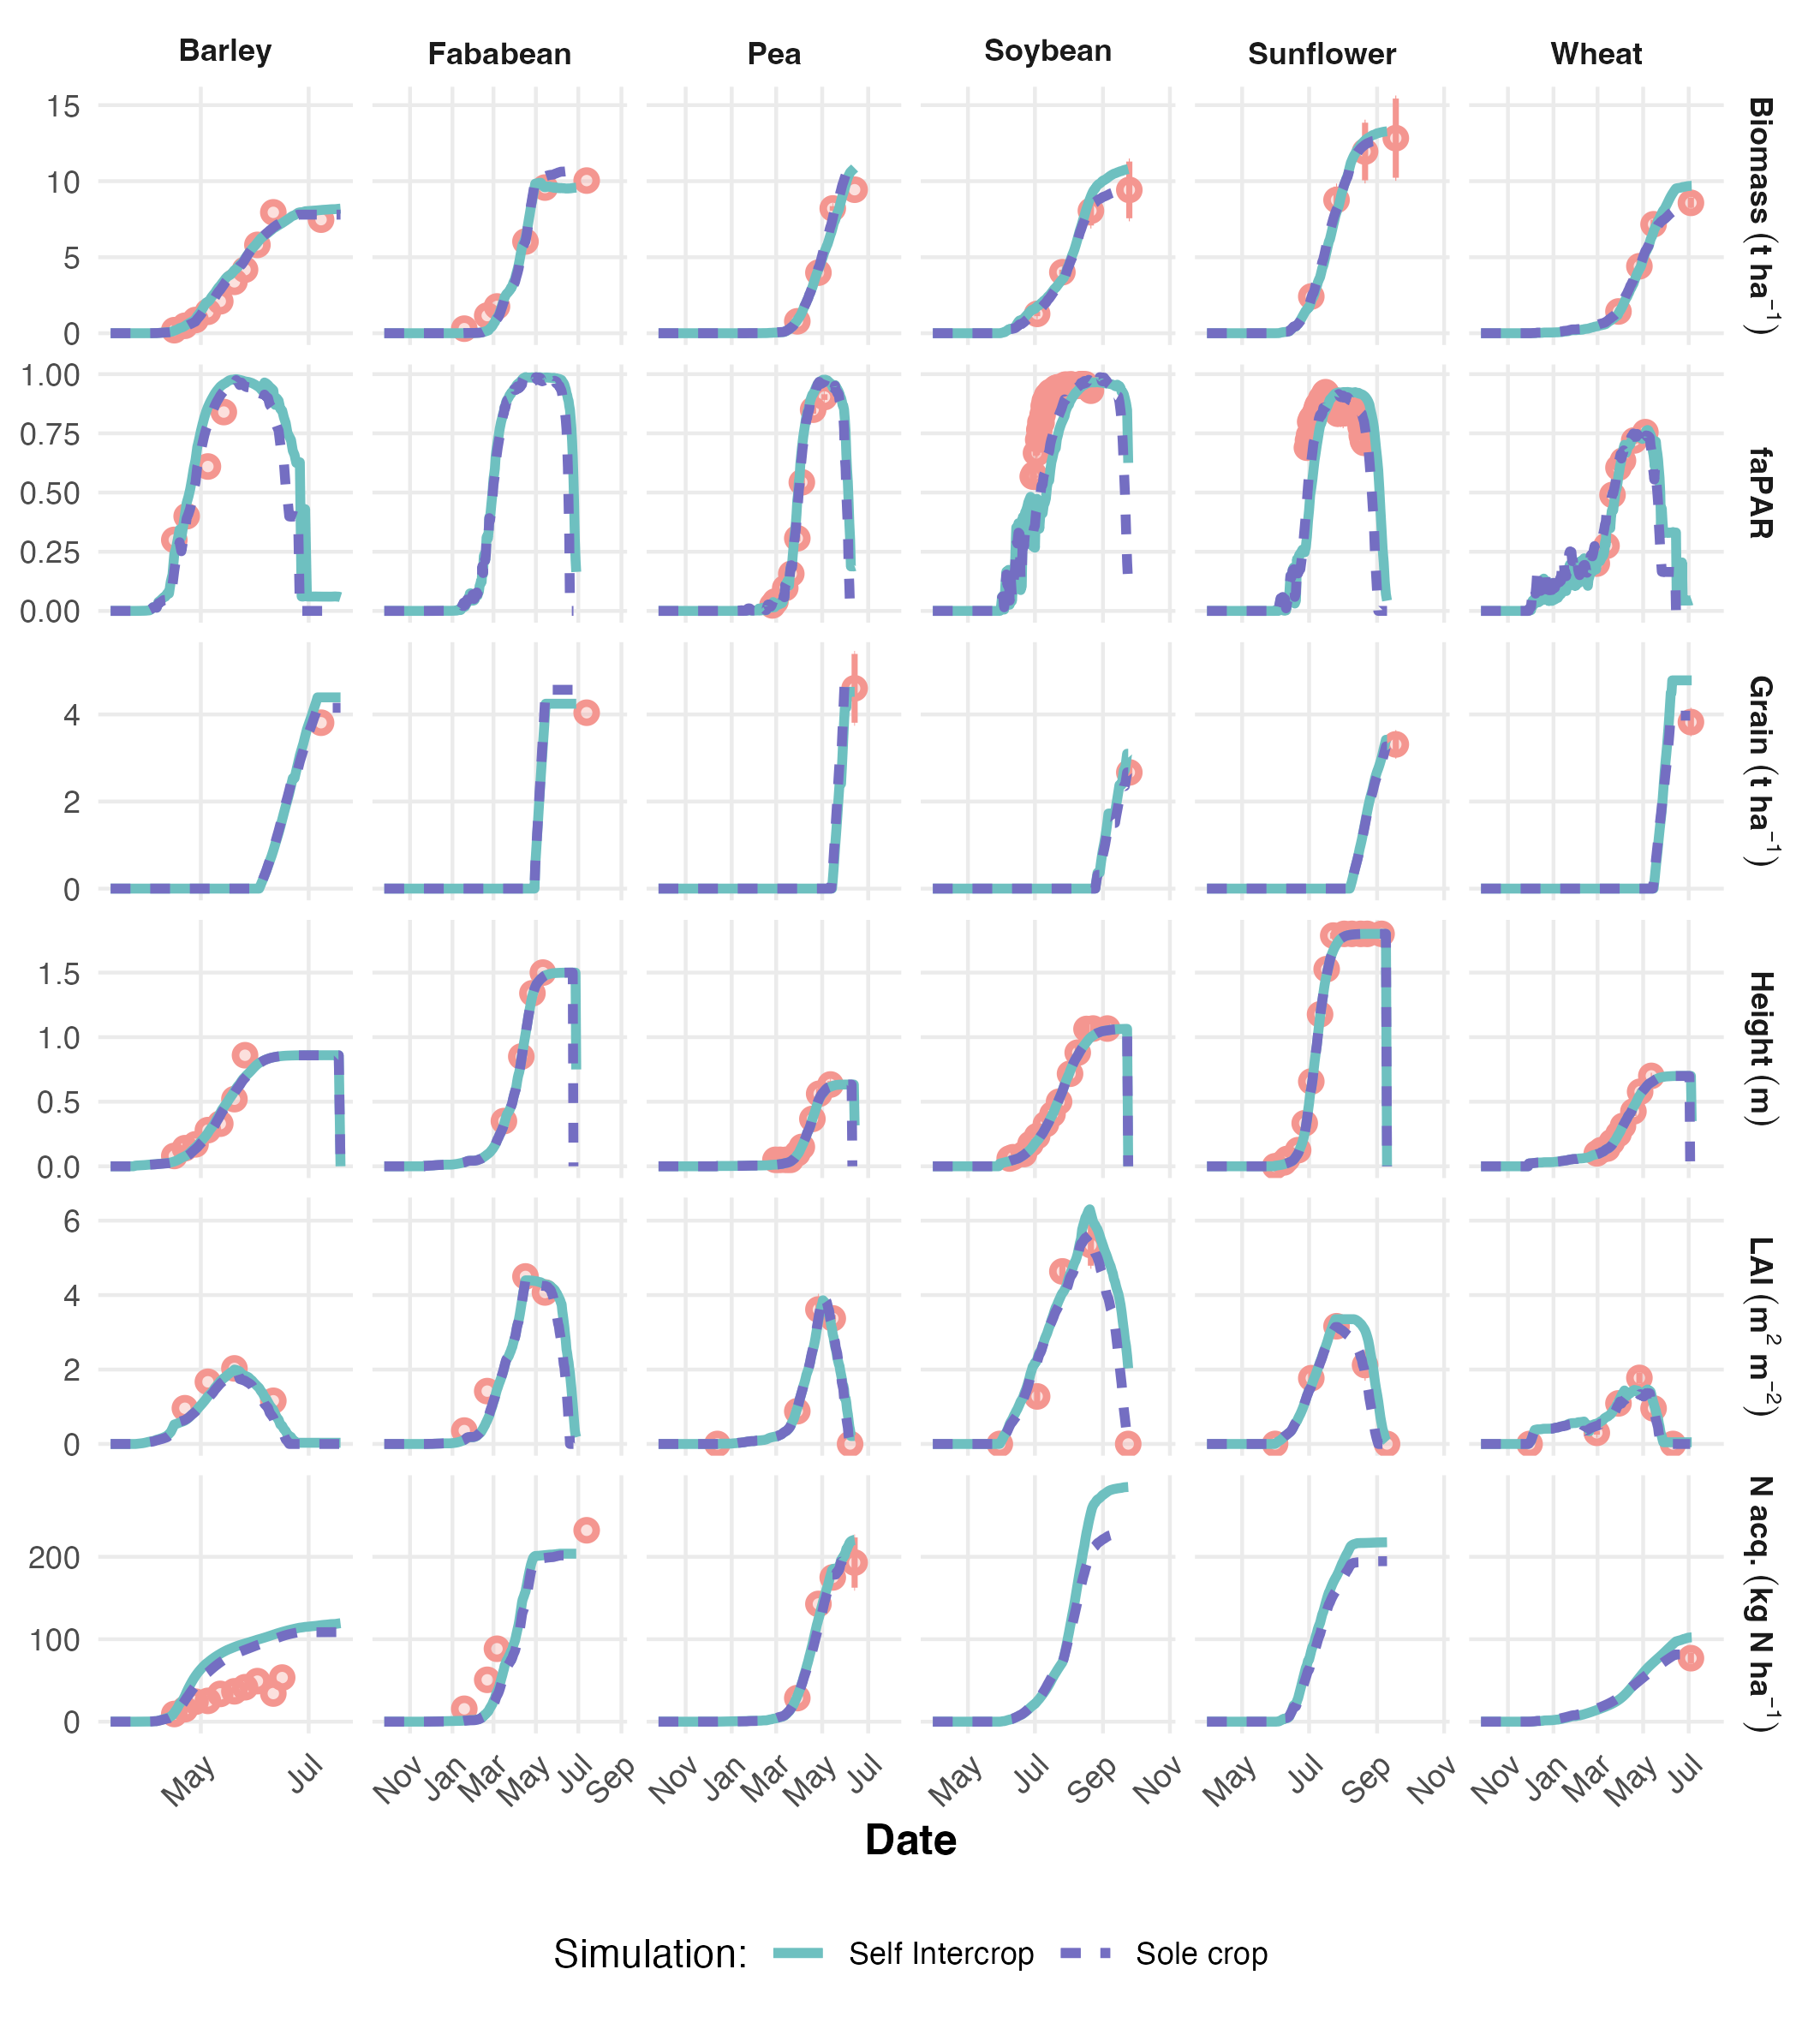 Barley Fababean Pea Soybean Sunflower Wheat
15
10
5
0
Biomass (t ha⁻¹)
1.00
0.75
0.50
0.25
0.00
faPAR
4
2
0
Grain (t ha⁻¹)
1.5
1.0
0.5
0.0
Height (m)
6
4
2
0
LAI (m² m⁻²)
200
100
0
N acq. (kg N ha⁻¹)
May Jul Nov Jan Mar May Jul Sep Nov Jan Mar May Jul May Jul Sep Nov May Jul Sep Nov Nov Jan Mar May Jul
Date
Simulation: Self Intercrop Sole crop